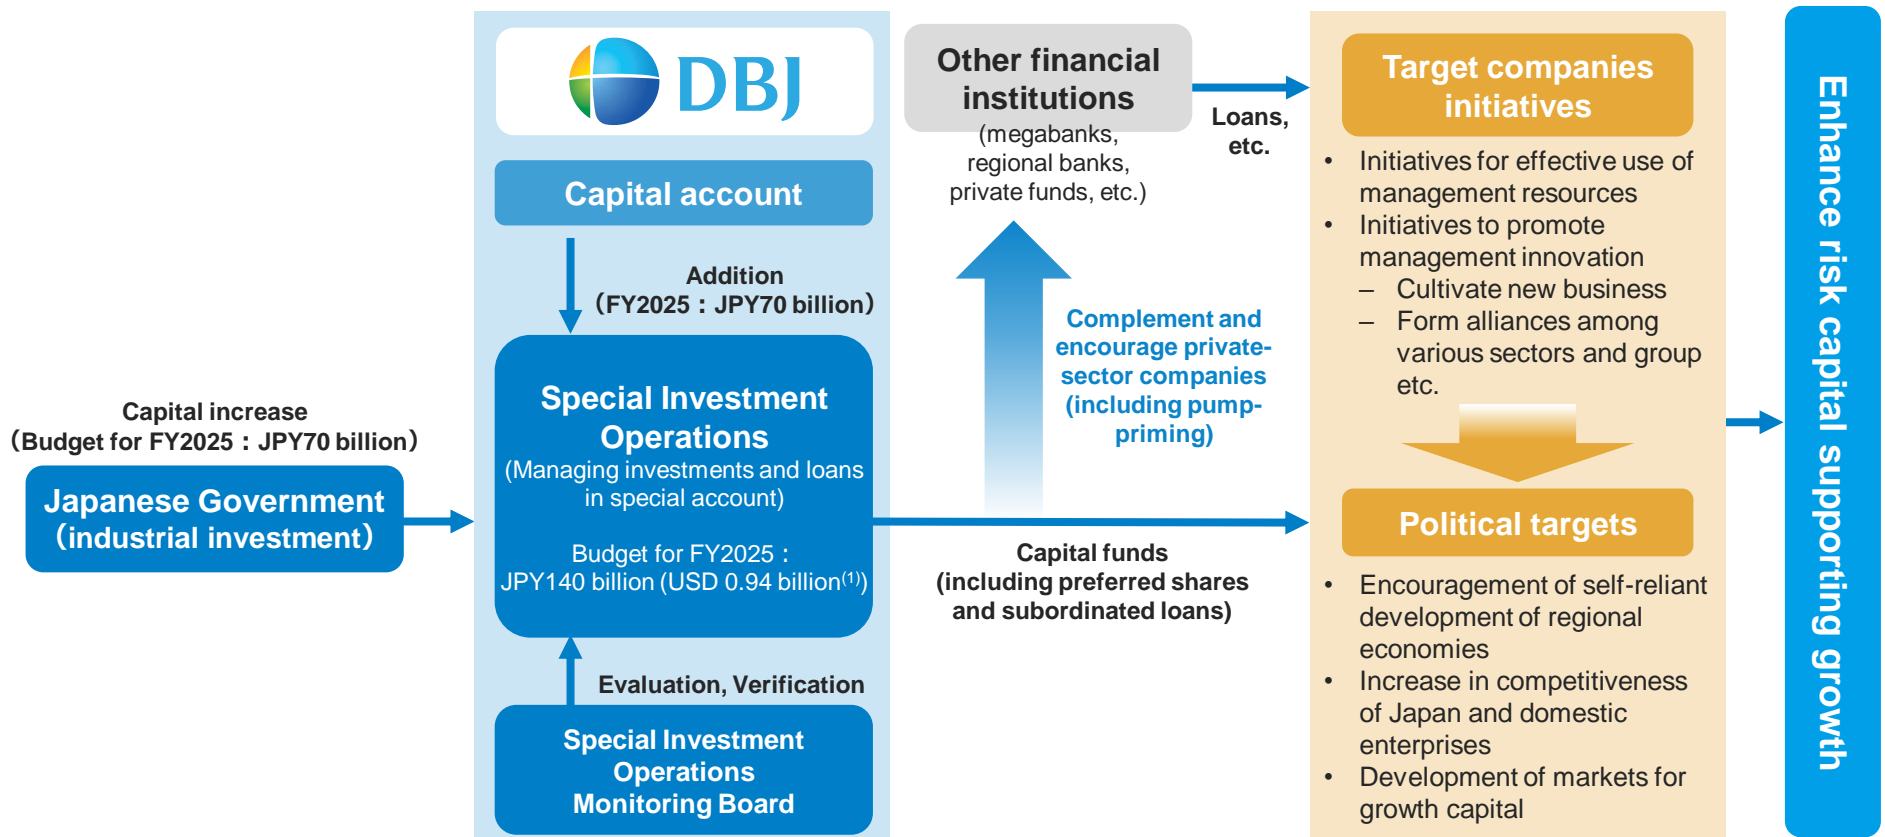 DBJ
Capital account
Addition
（FY2025：JPY70 billion）
Special Investment
Operations
(Managing investments and loans
in special account)
Budget for FY2025：
JPY140 billion (USD 0.94 billion(1))
Evaluation, Verification
Special Investment
Operations
Monitoring Board
Capital increase
（Budget for FY2025：JPY70 billion）
Japanese Government
（industrial investment）
Other financial
institutions
(megabanks,
regional banks,
private funds, etc.)
Loans,
etc.
Complement and
encourage private-
sector companies
(including pump-
priming)
Capital funds
(including preferred shares
and subordinated loans)
Target companies
initiatives
• Initiatives for effective use of
management resources
• Initiatives to promote
management innovation
– Cultivate new business
– Form alliances among
various sectors and group
etc.
Political targets
• Encouragement of self-reliant
development of regional
economies
• Increase in competitiveness
of Japan and domestic
enterprises
• Development of markets for
growth capital
Enhance risk capital supporting growth